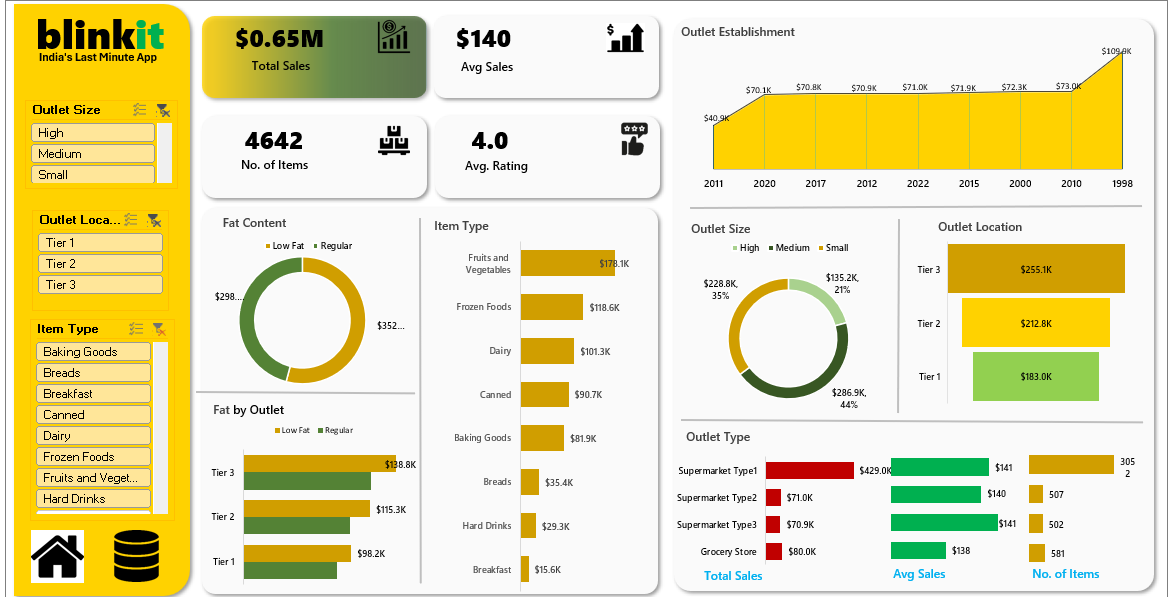 blinkit
India's Last Minute App
Outlet Size
High
Medium
Small
Outlet Loca...
Tier 1
Tier 2
Tier 3
Item Type
Baking Goods
Breads
Breakfast
Canned
Dairy
Frozen Foods
Fruits and Veget...
Hard Drinks
$0.65M
Total Sales
$
$140
Avg Sales
4642
No. of Items
4.0
Avg. Rating
Fat Content
Low Fat Regular
$298....
$352...
Fat by Outlet
Low Fat Regular
Tier 3 $138.8K
Tier 2 $115.3K
Tier 1 $98.2K
Item Type
Fruits and
Vegetables $178.1K
Frozen Foods $118.6K
Dairy $101.3K
Canned $90.7K
Baking Goods $81.9K
Breads $35.4K
Hard Drinks $29.3K
Breakfast $15.6K
Outlet Establishment
$40.9K $70.1K $70.8K $70.9K $71.0K $71.9K $72.3K $73.0K $109.9K
2011 2020 2017 2012 2022 2015 2000 2010 1998
Outlet Size
High Medium Small
$135.2K,
21%
$228.8K,
35%
$286.9K,
44%
Outlet Location
Tier 3 $255.1K
Tier 2 $212.8K
Tier 1 $183.0K
Outlet Type
Supermarket Type1 $429.0K $141 305
2
Supermarket Type2 $71.0K $140 507
Supermarket Type3 $70.9K $141 502
Grocery Store $80.0K $138 581
Total Sales Avg Sales No. of Items